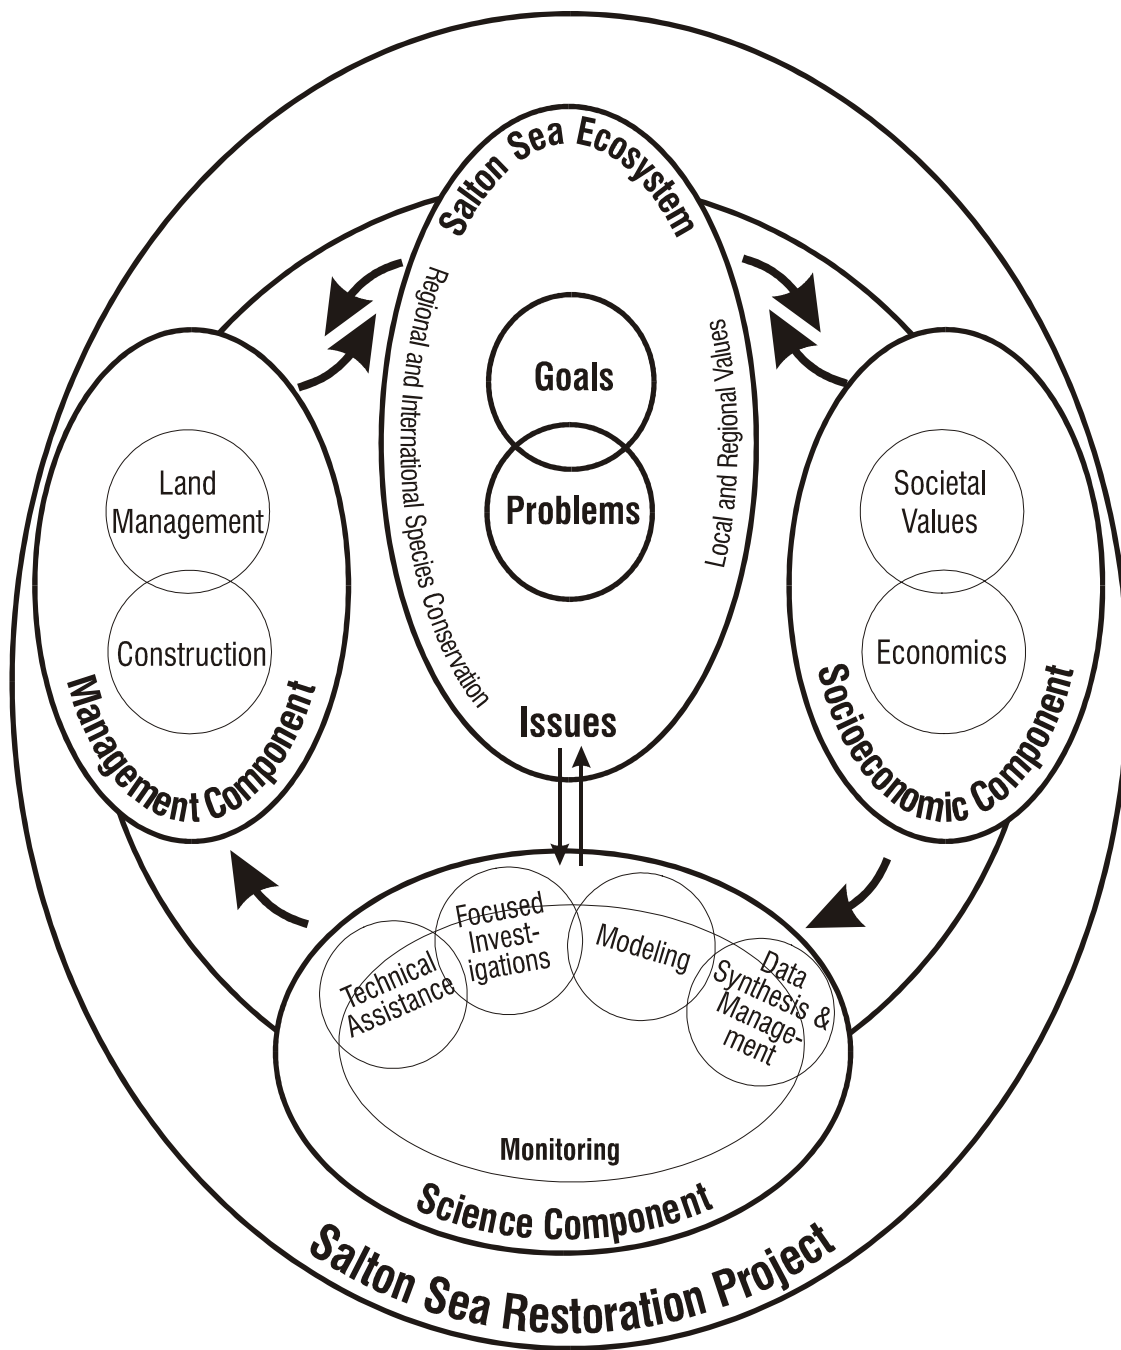 Salton Sea Ecosystem
Regional and International Species Conservation
Local and Regional Values
Goals
Problems
Issues
Land
Management
Construction
Management Component
Societal
Values
Economics
Socioeconomic Component
Technical
Assistance
Focused
Invest-
igations
Modeling
Data
Synthesis &
Manage-
ment
Monitoring
Science Component
Salton Sea Restoration Project